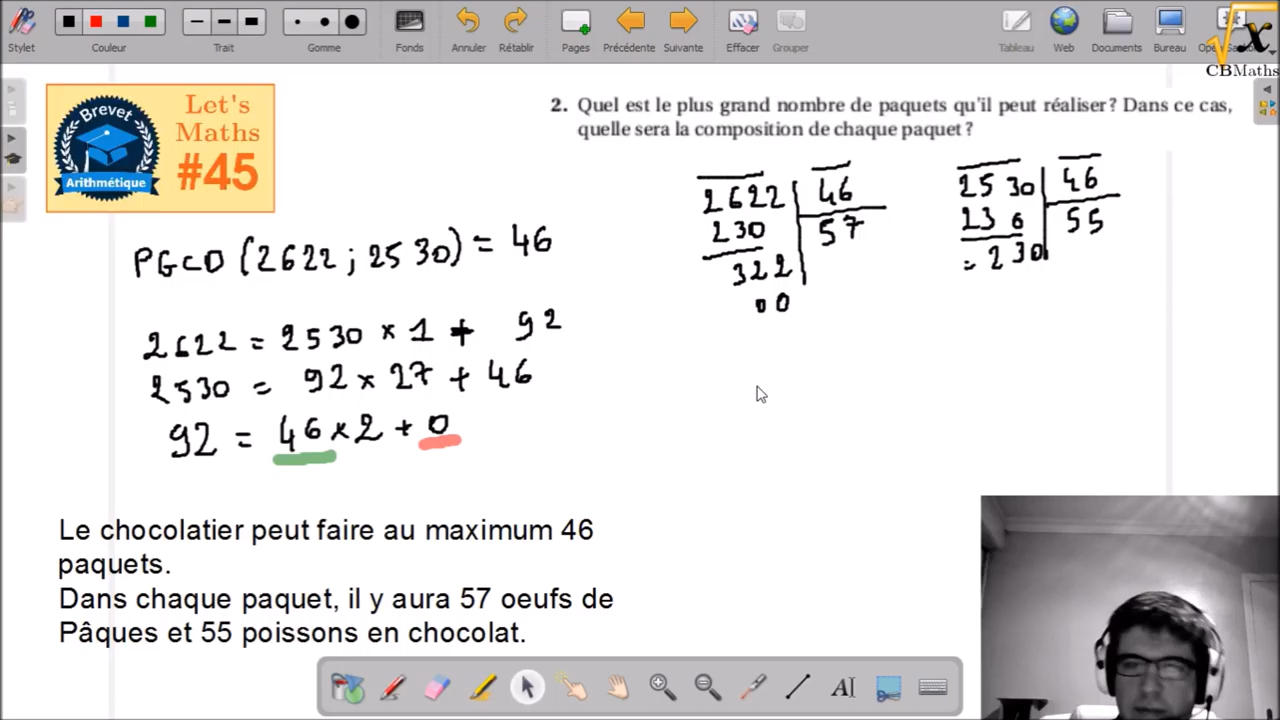 Stylet
Couleur
Trait
Gomme
Fonds
Annuler
Rétablir
Pages
Précédente
Suivante
Effacer
Grouper
Tableau
Web
Documents
Bureau
CBMaths
Brevet
Arithmétique
Let's
Maths
#45
2. Quel est le plus grand nombre de paquets qu'il peut réaliser ? Dans ce cas,
quelle sera la composition de chaque paquet ?
PGCD (2622 ; 2530) = 46
2622 = 2530 × 1 + 92
2530 = 92 × 27 + 46
92 = 46 × 2 + 0
2622 46
230 57
322
00
2530 46
230 55
= 230
Le chocolatier peut faire au maximum 46
paquets.
Dans chaque paquet, il y aura 57 oeufs de
Pâques et 55 poissons en chocolat.
AI